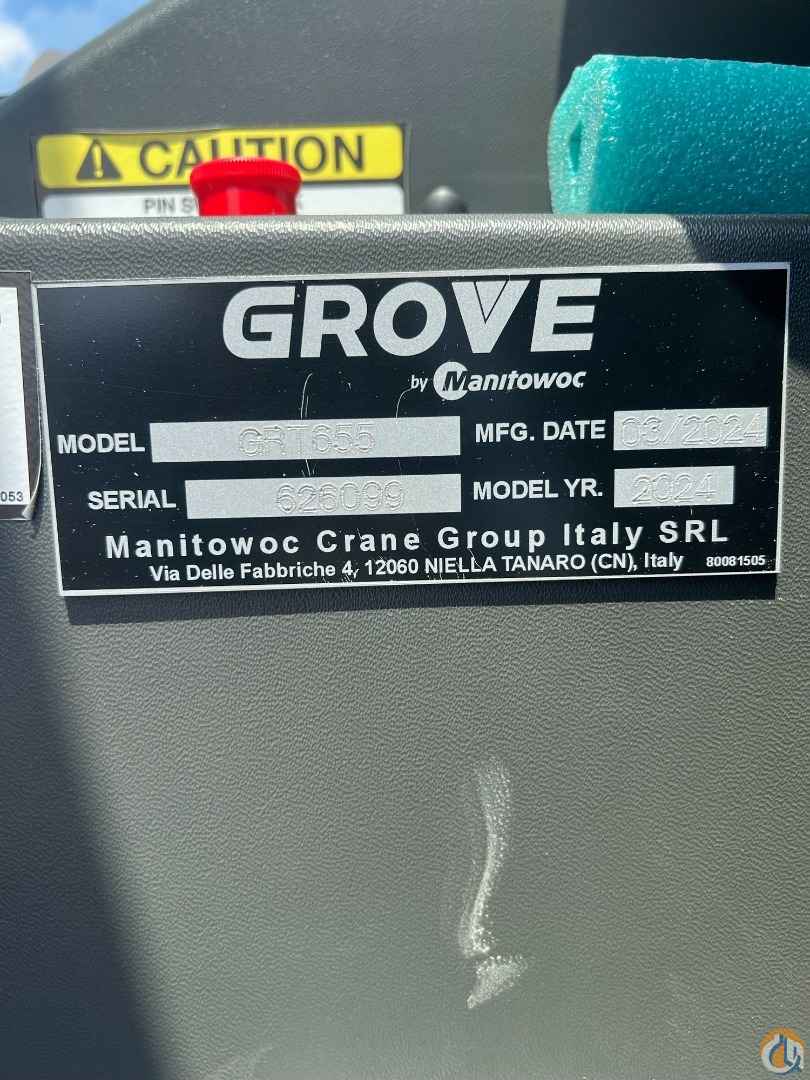 CAUTION
PIN
GROVE
by Manitowoc
MODEL GRT655 MFG. DATE 03/2024
SERIAL 626099 MODEL YR. 2024
Manitowoc Crane Group Italy SRL
Via Delle Fabbriche 4, 12060 NIELLA TANARO (CN), Italy 80081505
053